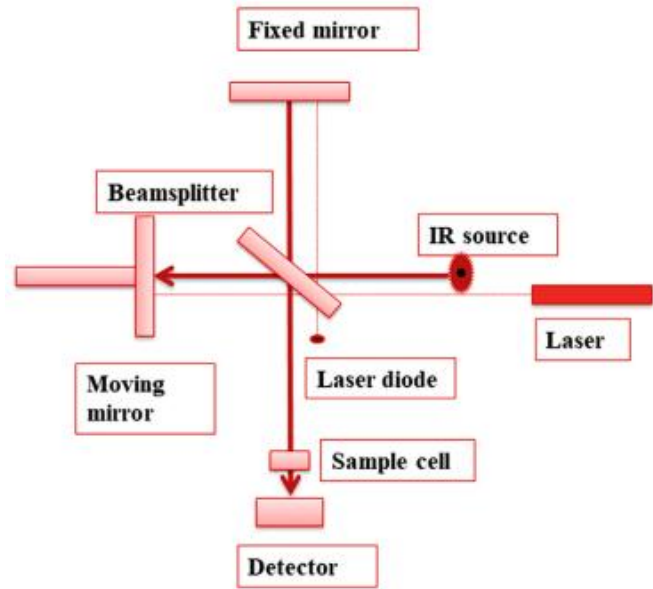 Fixed mirror
Beamsplitter
IR source
Laser
Moving
mirror
Laser diode
Sample cell
Detector